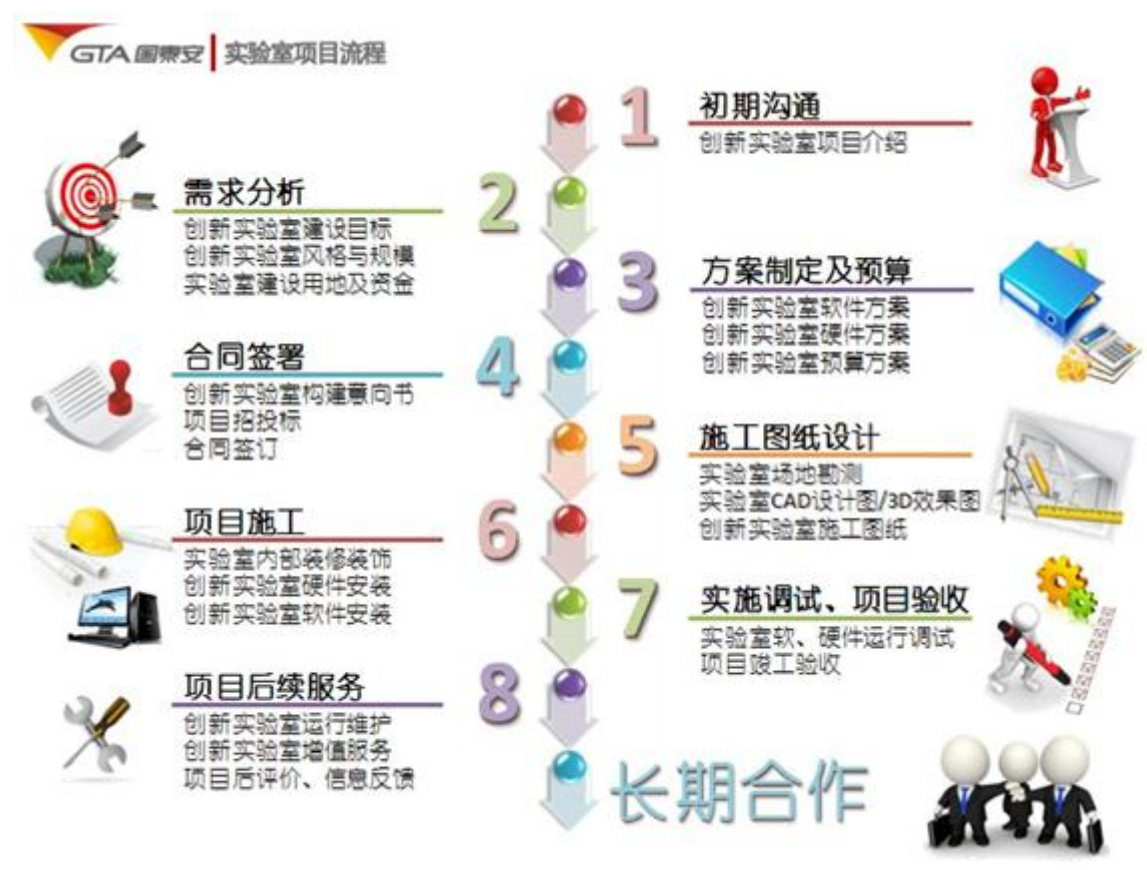 GTA 国泰安 实验室项目流程
1 初期沟通
创新实验室项目介绍
2 需求分析
创新实验室建设目标
创新实验室风格与规模
实验室建设用地及资金
3 方案制定及预算
创新实验室软件方案
创新实验室硬件方案
创新实验室预算方案
4 合同签署
创新实验室构建意向书
项目招投标
合同签订
5 施工图纸设计
实验室场地勘测
实验室CAD设计图/3D效果图
创新实验室施工图纸
6 项目施工
实验室内部装修装饰
创新实验室硬件安装
创新实验室软件安装
7 实施调试、项目验收
实验室软、硬件运行调试
项目竣工验收
8 项目后续服务
创新实验室运行维护
创新实验室增值服务
项目后评价、信息反馈
长期合作